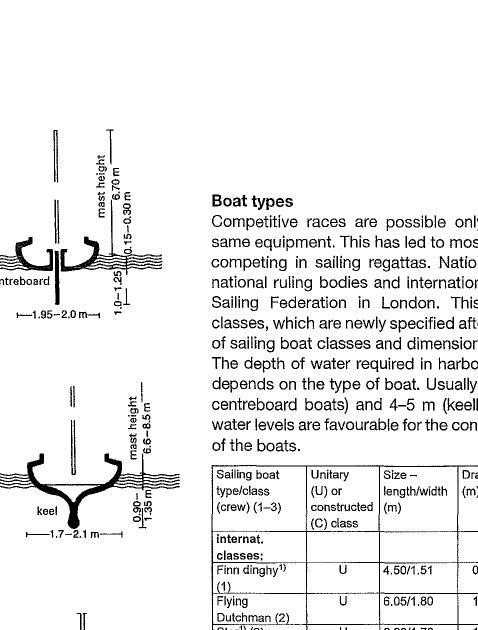 mast height
6.70 m
0.15–0.30 m
ntreboard
1.0–1.25
1.95–2.0 m
mast height
6.6–8.5 m
keel
0.90–
1.35 m
1.7–2.1 m
Boat types
Competitive races are possible only
same equipment. This has led to mos
competing in sailing regattas. Natio
national ruling bodies and internation
Sailing Federation in London. This
classes, which are newly specified afte
of sailing boat classes and dimension
The depth of water required in harbo
depends on the type of boat. Usually
centreboard boats) and 4–5 m (keell
water levels are favourable for the con
of the boats.
Sailing boat type/class (crew) (1–3)
Unitary (U) or constructed (C) class
Size – length/width (m)
Dra (m)
internat. classes:
Finn dinghy1) (1) U 4.50/1.51 0
Flying Dutchman (2) U 6.05/1.80 1